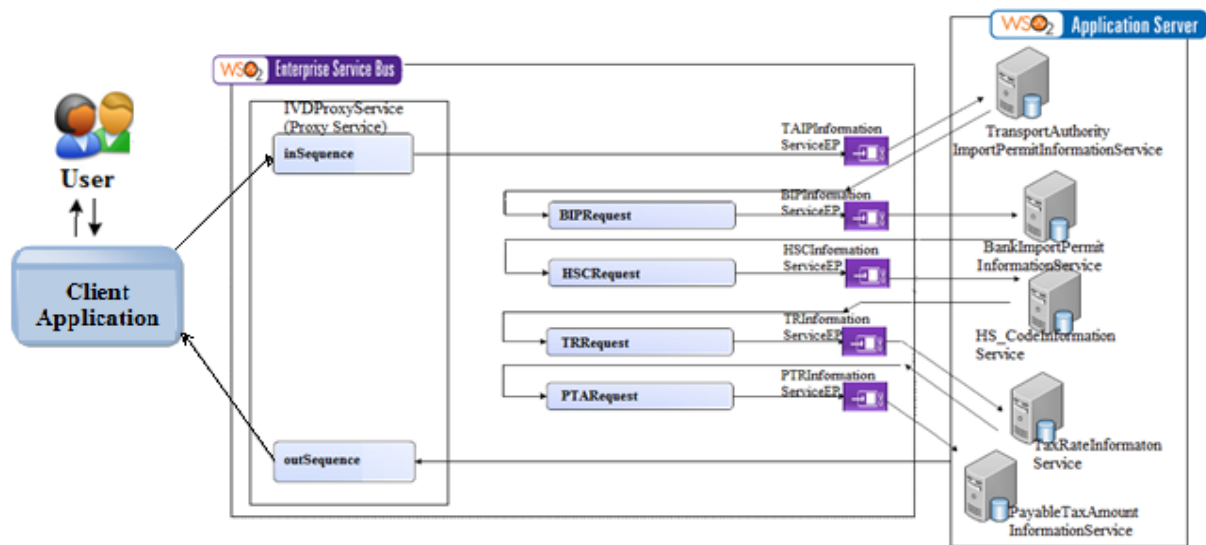 WSO2 Application Server
WSO2 Enterprise Service Bus
IVDProxyService
(Proxy Service)
inSequence
TAIPInformation
ServiceEP
TransportAuthority
ImportPermitInformationService
User
BIPRequest
BIPInformation
ServiceEP
BankImportPermit
InformationService
HSCRequest
HSCInformation
ServiceEP
HS_CodeInformation
Service
Client
Application
TRRequest
TRInformation
ServiceEP
PTARequest
PTRInformation
ServiceEP
TaxRateInformaton
Service
outSequence
PayableTaxAmount
InformationService